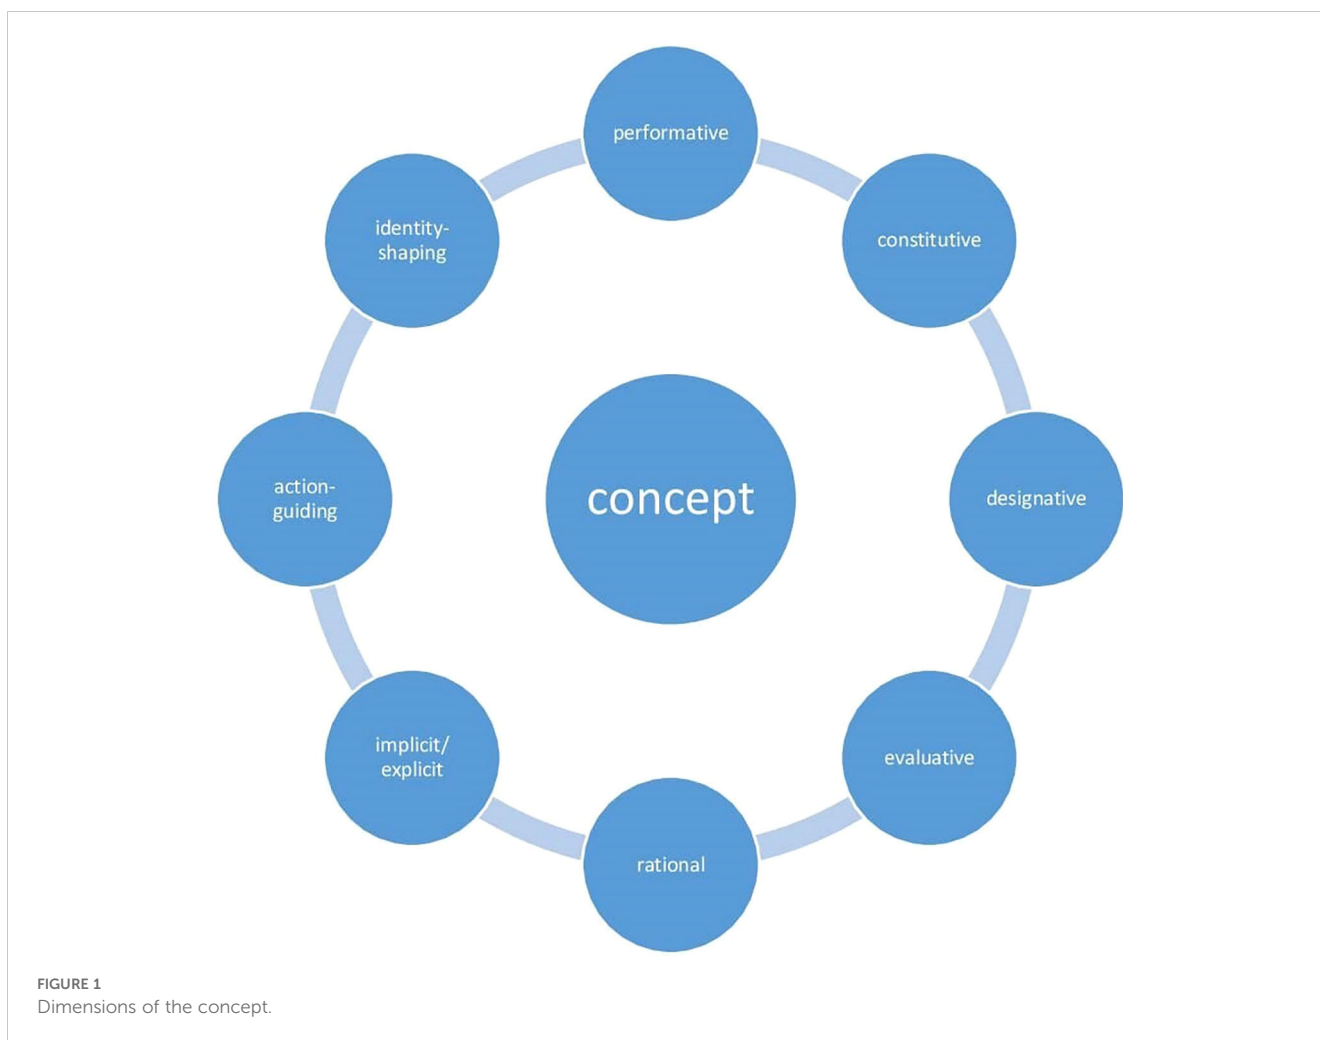 performative
constitutive
designative
evaluative
rational
implicit/
explicit
action-
guiding
identity-
shaping
concept
FIGURE 1
Dimensions of the concept.